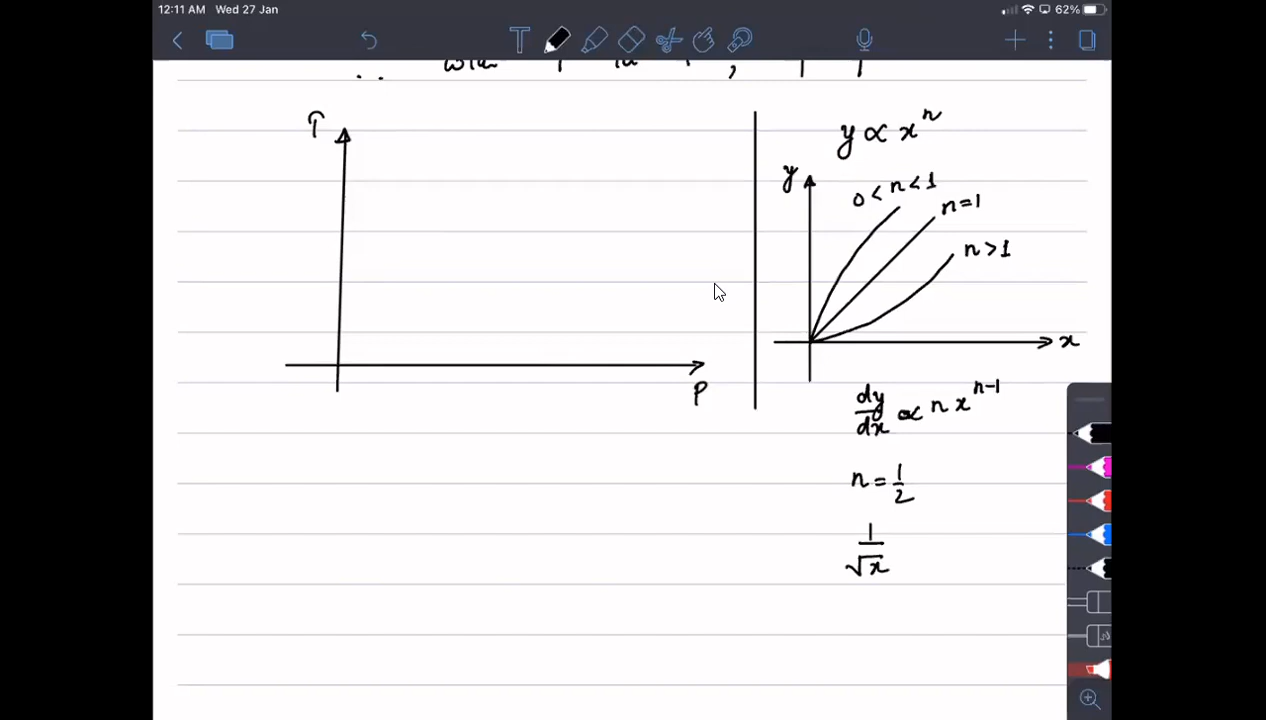 12:11 AM Wed 27 Jan
62%
T
P
y ∝ x^n
y
0 < n < 1
n=1
n>1
x
dy/dx ∝ n x^{n-1}
n = 1/2
1/√x